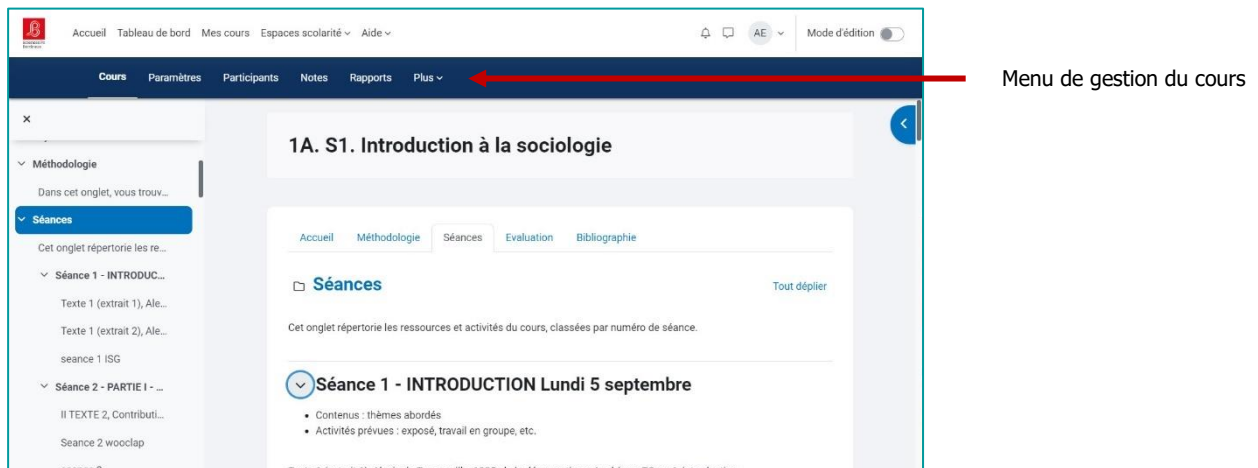 Accueil Tableau de bord Mes cours Espaces scolarité Aide AE Mode d'édition
Cours Paramètres Participants Notes Rapports Plus
Menu de gestion du cours
1A. S1. Introduction à la sociologie
Méthodologie
Dans cet onglet, vous trouv...
Séances
Cet onglet répertorie les re...
Séance 1 - INTRODUC...
Texte 1 (extrait 1), Ale...
Texte 1 (extrait 2), Ale...
seance 1 ISG
Séance 2 - PARTIE I - ...
II TEXTE 2, Contributi...
Seance 2 wooclap
Accueil Méthodologie Séances Evaluation Bibliographie
Séances
Tout déplier
Cet onglet répertorie les ressources et activités du cours, classées par numéro de séance.
Séance 1 - INTRODUCTION Lundi 5 septembre
• Contenus : thèmes abordés
• Activités prévues : exposé, travail en groupe, etc.